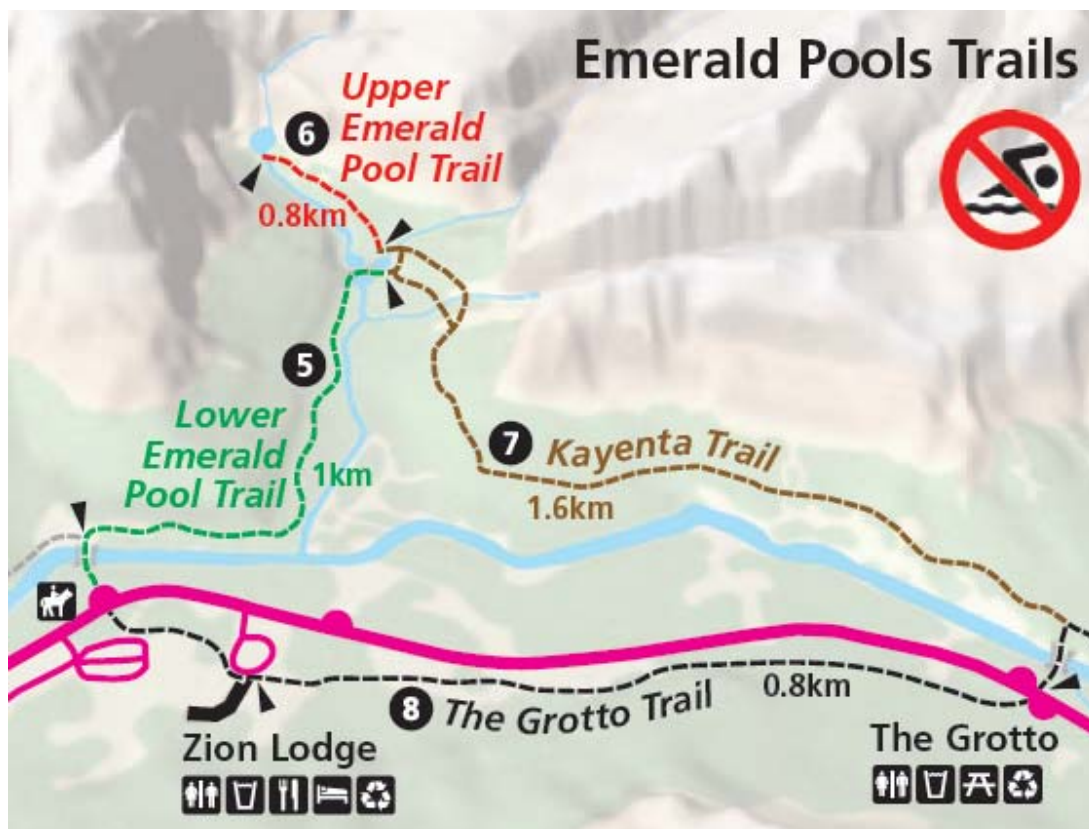 Emerald Pools Trails
6
Upper
Emerald
Pool Trail
0.8km
5
Lower
Emerald
Pool Trail
1km
7
Kayenta Trail
1.6km
8
The Grotto Trail
0.8km
Zion Lodge
The Grotto